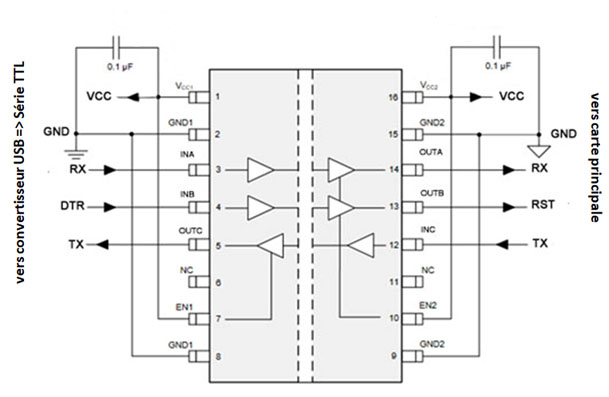 vers convertisseur USB => Série TTL
0.1 µF
0.1 µF
VCC
VCC1
1
16
VCC2
VCC
GND
GND1
2
15
GND2
GND
RX
INA
3
14
OUTA
RX
DTR
INB
4
13
OUTB
RST
TX
OUTC
5
12
INC
TX
NC
6
11
NC
EN1
7
10
EN2
GND1
8
9
GND2
vers carte principale